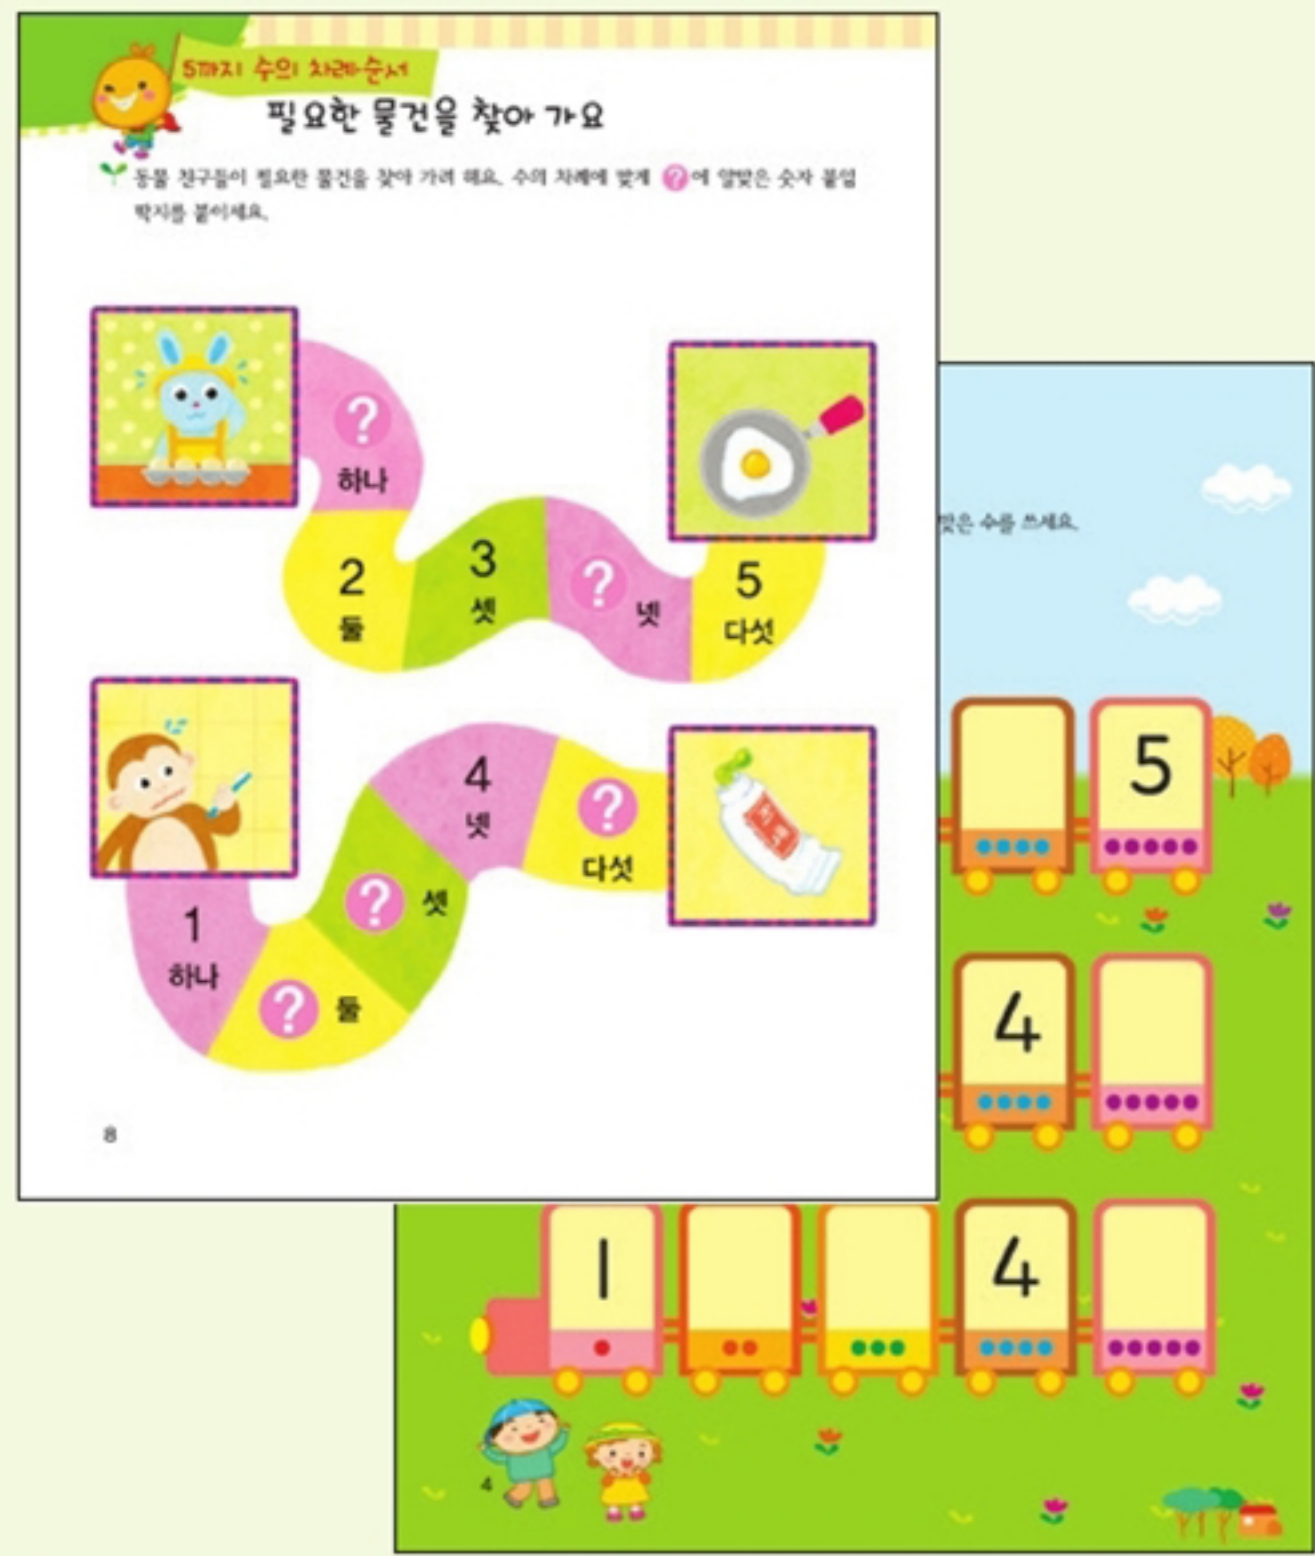 5까지 수의 차례·순서
필요한 물건을 찾아 가요
동물 친구들이 필요한 물건을 찾아 가려 해요. 수의 차례에 맞게 ?에 알맞은 숫자 붙임
딱지를 붙이세요.
?
하나
2
둘
3
셋
?
넷
5
다섯
1
하나
?
둘
?
셋
4
넷
?
다섯
치약
8
맞은 수를 쓰세요.
5
4
1
4
4